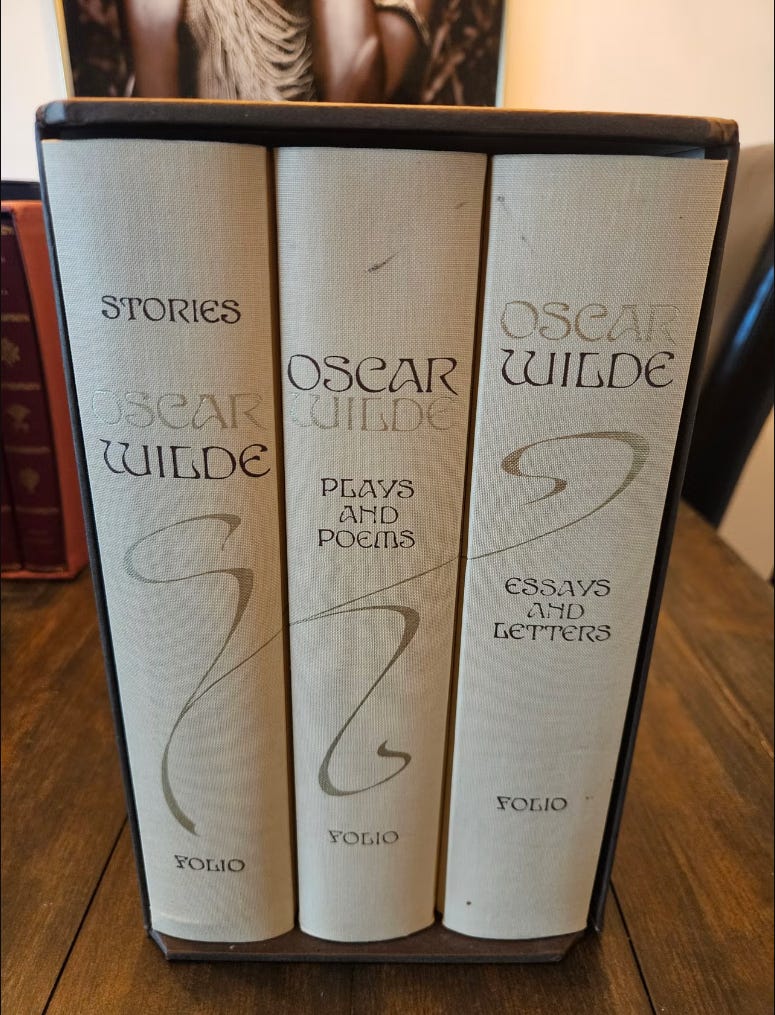 STORIES
OSCAR
WILDE
FOLIO
OSCAR
WILDE
PLAYS
AND
POEMS
FOLIO
OSCAR
WILDE
ESSAYS
AND
LETTERS
FOLIO